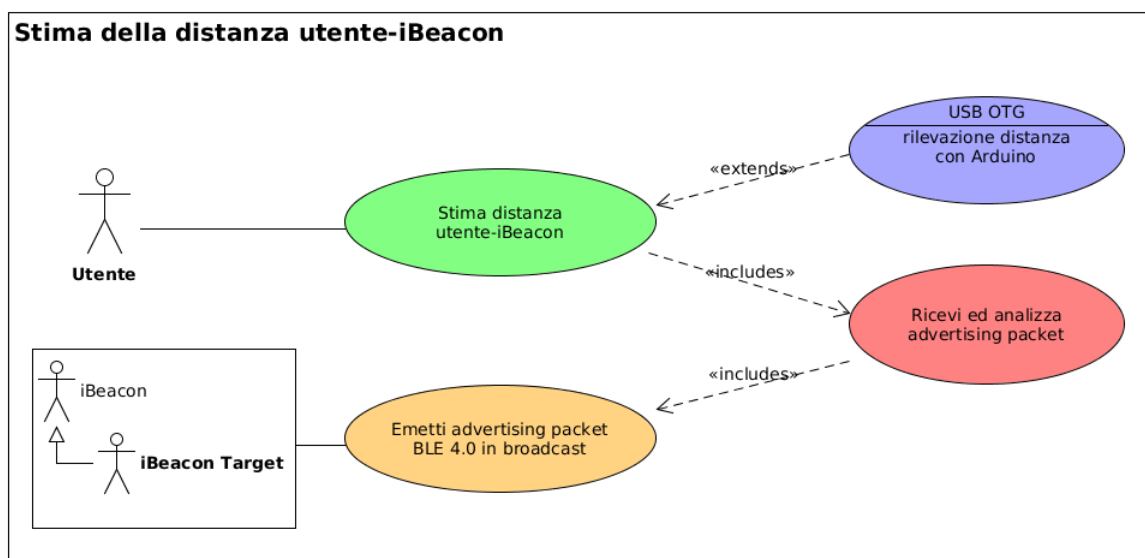 Stima della distanza utente-iBeacon
USB OTG
rilevazione distanza
con Arduino
«extends»
Stima distanza
utente-iBeacon
Utente
«includes»
Ricevi ed analizza
advertising packet
iBeacon
iBeacon Target
«includes»
Emetti advertising packet
BLE 4.0 in broadcast